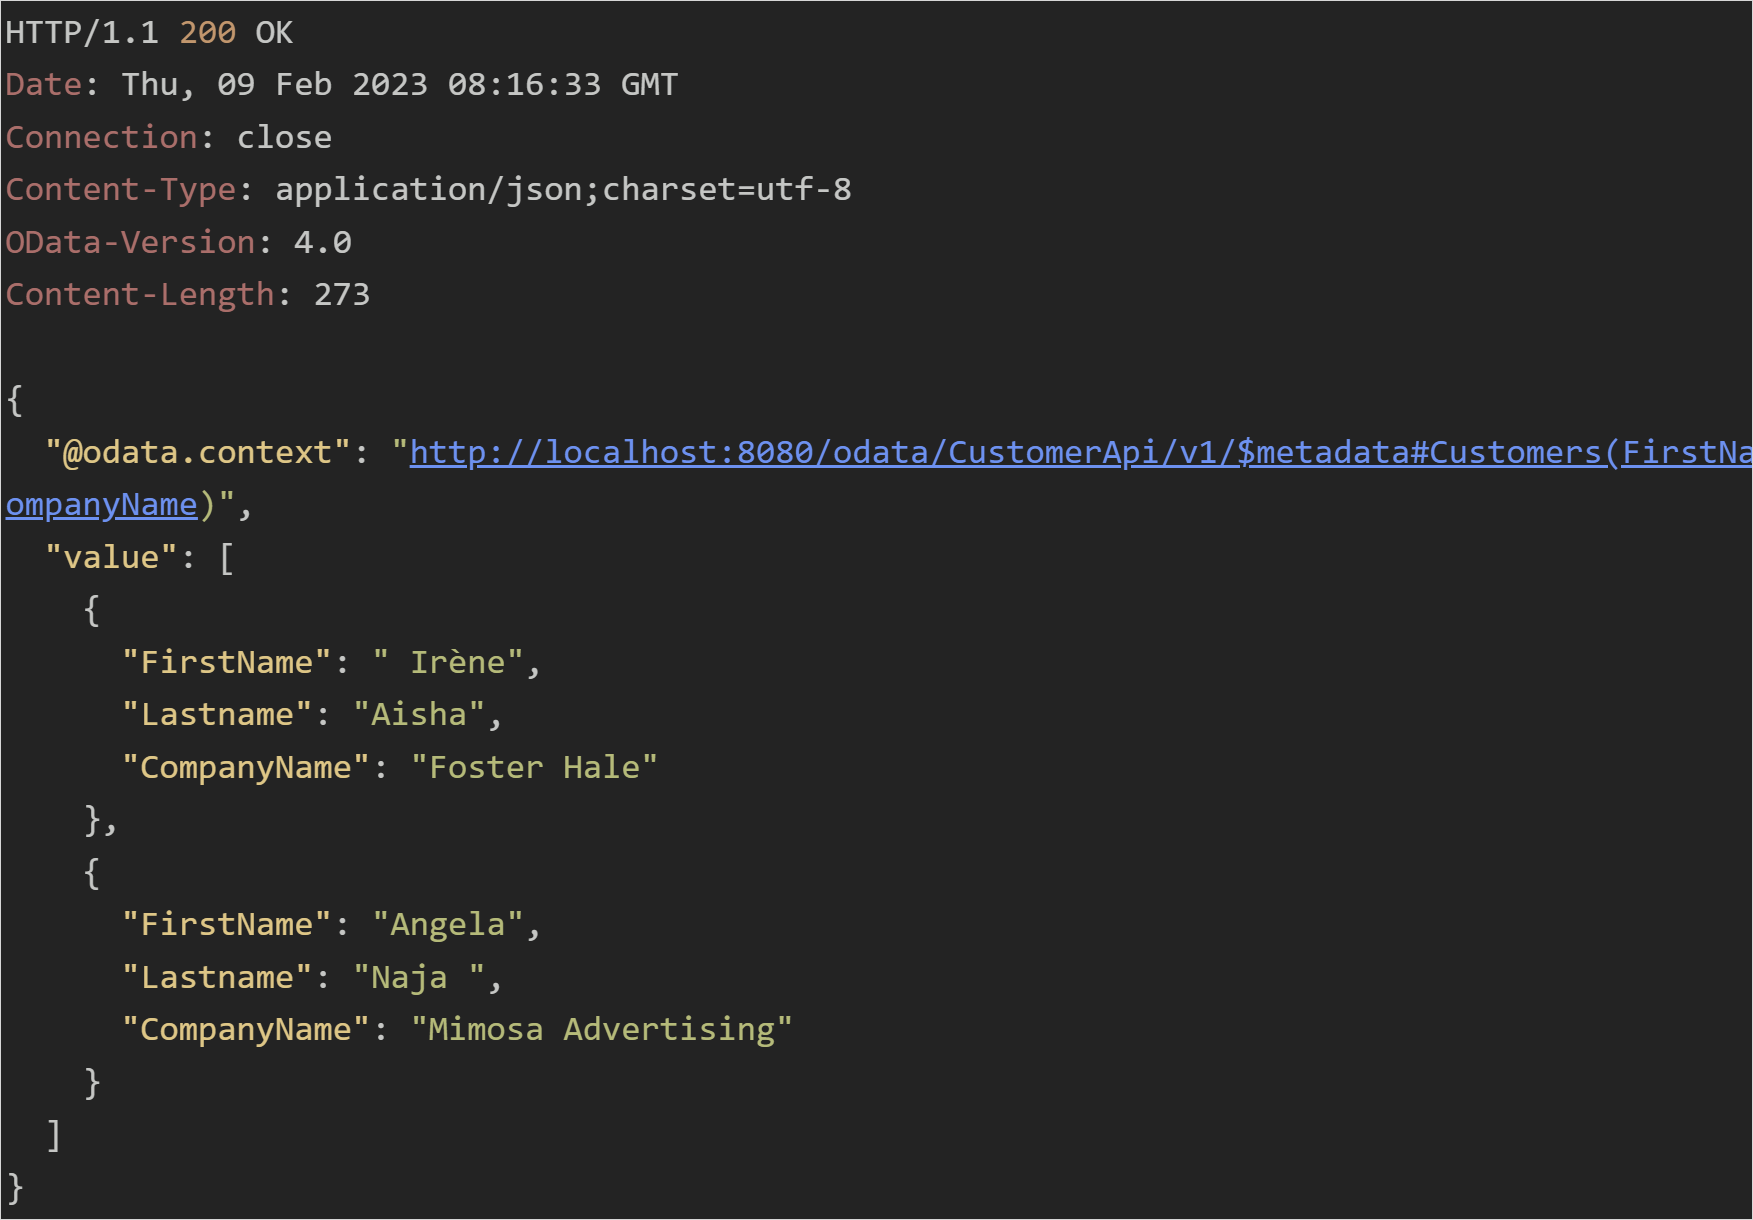 HTTP/1.1 200 OK
Date: Thu, 09 Feb 2023 08:16:33 GMT
Connection: close
Content-Type: application/json;charset=utf-8
OData-Version: 4.0
Content-Length: 273

{
  "@odata.context": "http://localhost:8080/odata/CustomerApi/v1/$metadata#Customers(FirstNa
ompanyName)",
  "value": [
    {
      "FirstName": " Irène",
      "Lastname": "Aisha",
      "CompanyName": "Foster Hale"
    },
    {
      "FirstName": "Angela",
      "Lastname": "Naja ",
      "CompanyName": "Mimosa Advertising"
    }
  ]
}